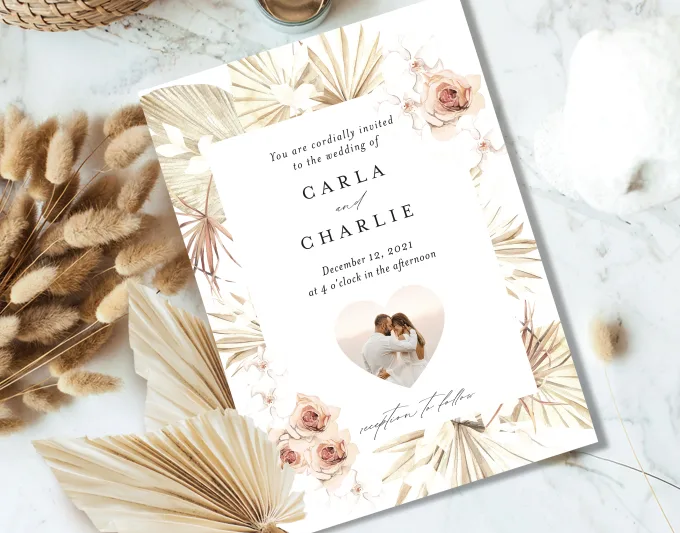 You are cordially invited
to the wedding of
CARLA
and
CHARLIE
December 12, 2021
at 4 o'clock in the afternoon
reception to follow